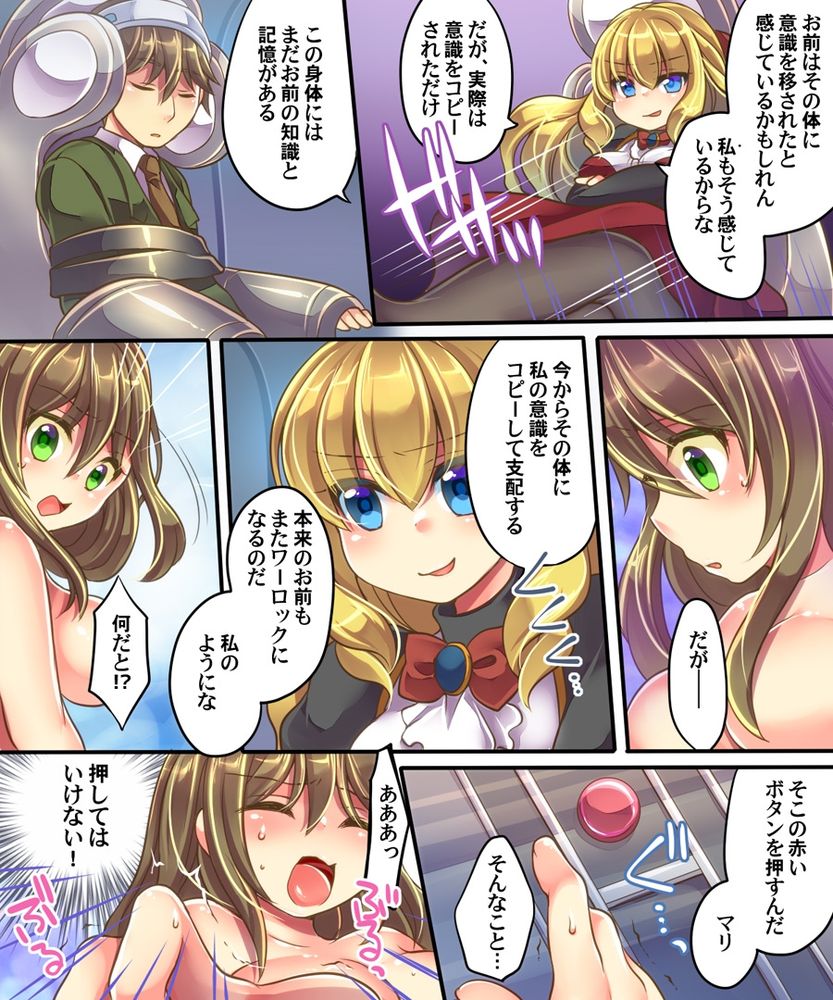 お前はその体に
意識を移されたと
感じているかもしれん
私もそう感じて
いるからな
だが、実際は
意識をコピー
されただけ
ザザッ
この身体には
まだお前の知識と
記憶がある
だが──
今からその体に
私の意識を
コピーして支配する
本来のお前も
またワーロックに
なるのだ
私の
ようにな
何だと!?
そこの赤い
ボタンを押すんだ
マリ
そんなこと…
あああっ
押しては
いけない！
ぶる
ぶる